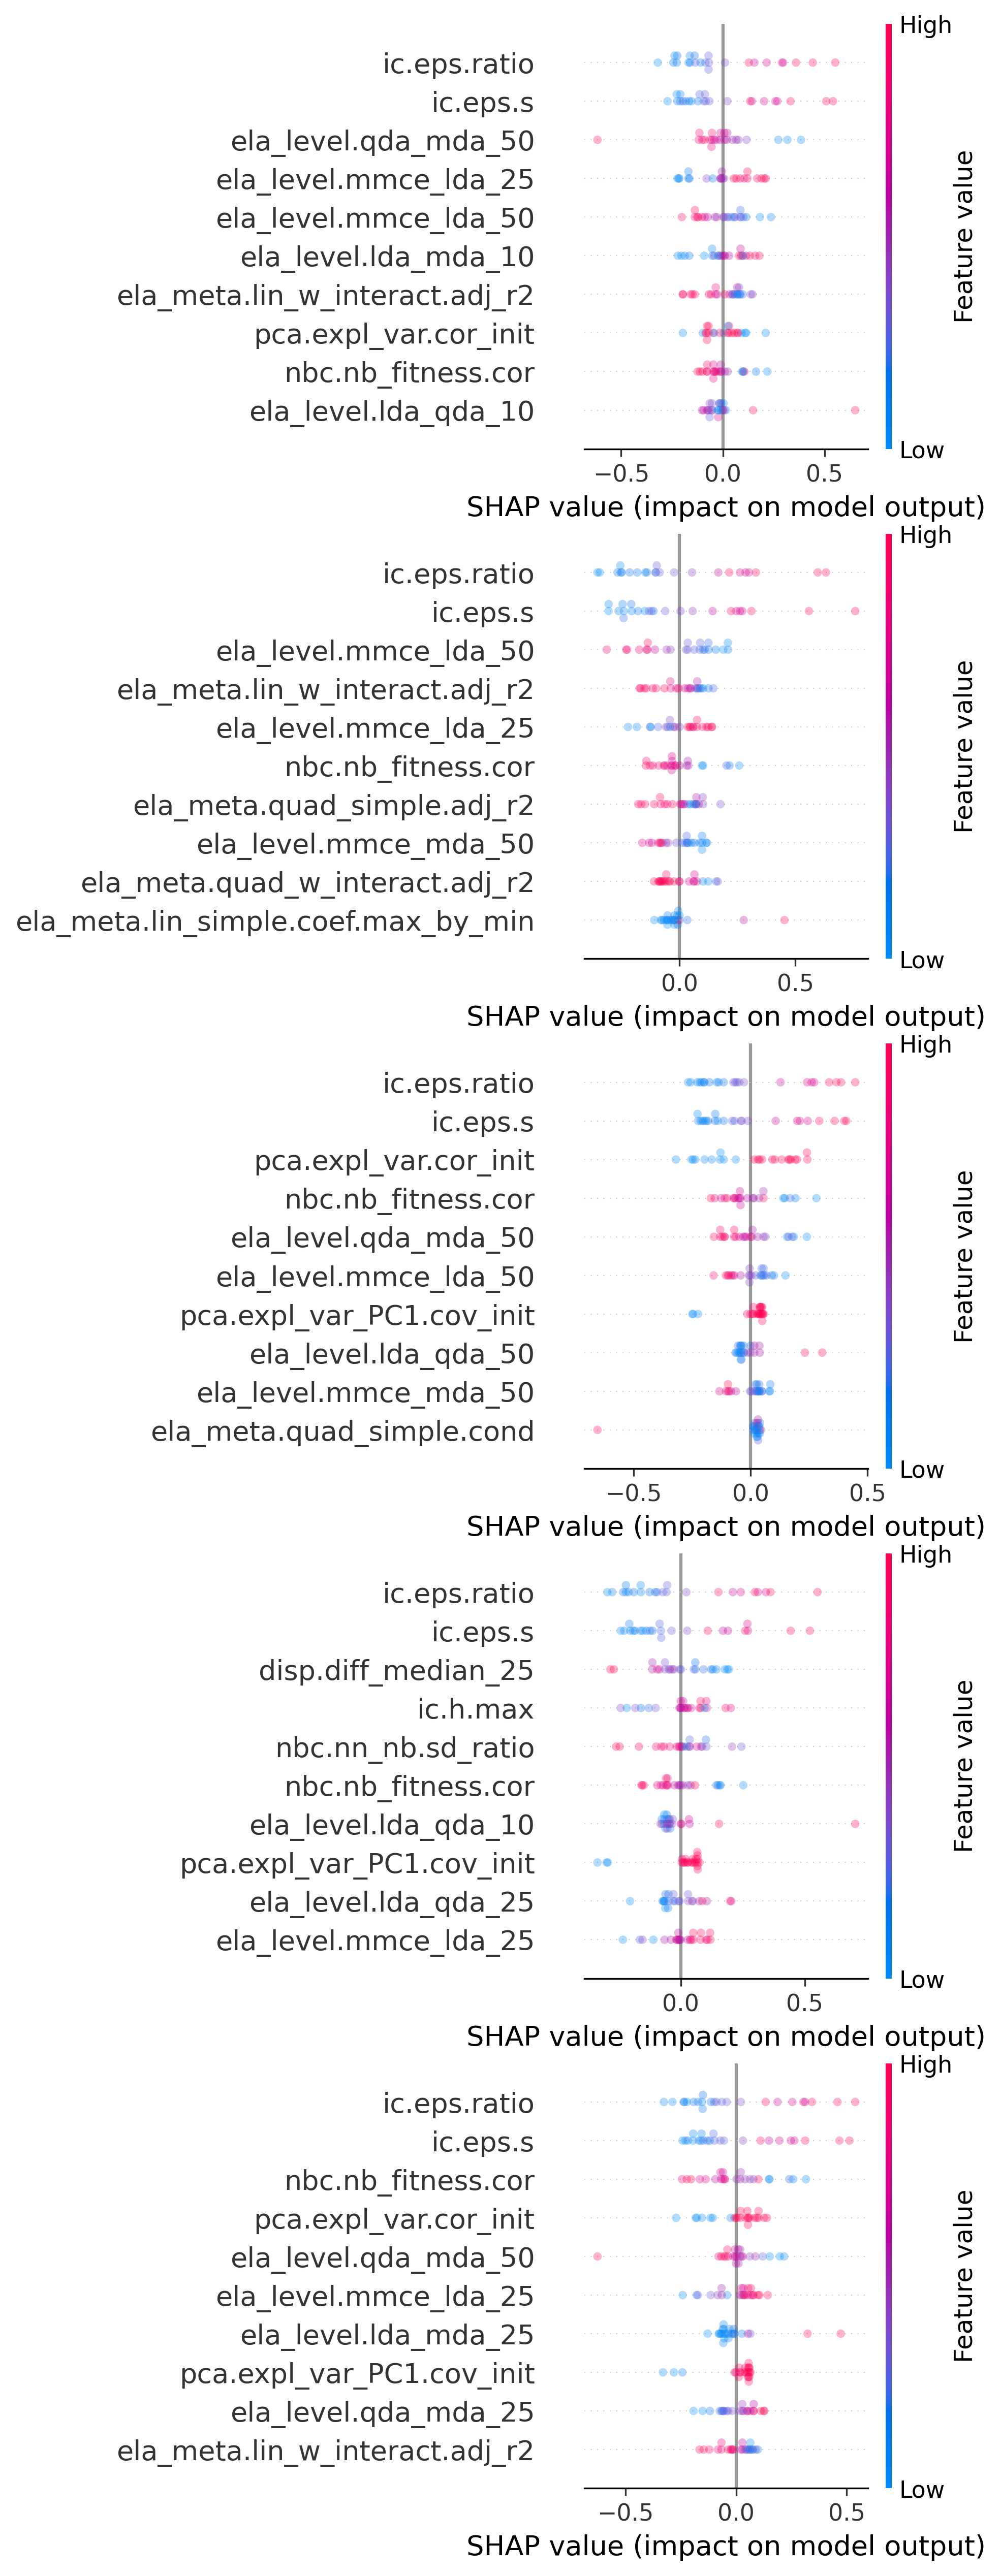 High
ic.eps.ratio
ic.eps.s
ela_level.qda_mda_50
ela_level.mmce_lda_25
ela_level.mmce_lda_50
ela_level.lda_mda_10
ela_meta.lin_w_interact.adj_r2
pca.expl_var.cor_init
nbc.nb_fitness.cor
ela_level.lda_qda_10
Feature value
Low
−0.5 0.0 0.5
SHAP value (impact on model output)
High
ic.eps.ratio
ic.eps.s
ela_level.mmce_lda_50
ela_meta.lin_w_interact.adj_r2
ela_level.mmce_lda_25
nbc.nb_fitness.cor
ela_meta.quad_simple.adj_r2
ela_level.mmce_mda_50
ela_meta.quad_w_interact.adj_r2
ela_meta.lin_simple.coef.max_by_min
Feature value
Low
0.0 0.5
SHAP value (impact on model output)
High
ic.eps.ratio
ic.eps.s
pca.expl_var.cor_init
nbc.nb_fitness.cor
ela_level.qda_mda_50
ela_level.mmce_lda_50
pca.expl_var_PC1.cov_init
ela_level.lda_qda_50
ela_level.mmce_mda_50
ela_meta.quad_simple.cond
Feature value
Low
−0.5 0.0 0.5
SHAP value (impact on model output)
High
ic.eps.ratio
ic.eps.s
disp.diff_median_25
ic.h.max
nbc.nn_nb.sd_ratio
nbc.nb_fitness.cor
ela_level.lda_qda_10
pca.expl_var_PC1.cov_init
ela_level.lda_qda_25
ela_level.mmce_lda_25
Feature value
Low
0.0 0.5
SHAP value (impact on model output)
High
ic.eps.ratio
ic.eps.s
nbc.nb_fitness.cor
pca.expl_var.cor_init
ela_level.qda_mda_50
ela_level.mmce_lda_25
ela_level.lda_mda_25
pca.expl_var_PC1.cov_init
ela_level.qda_mda_25
ela_meta.lin_w_interact.adj_r2
Feature value
Low
−0.5 0.0 0.5
SHAP value (impact on model output)